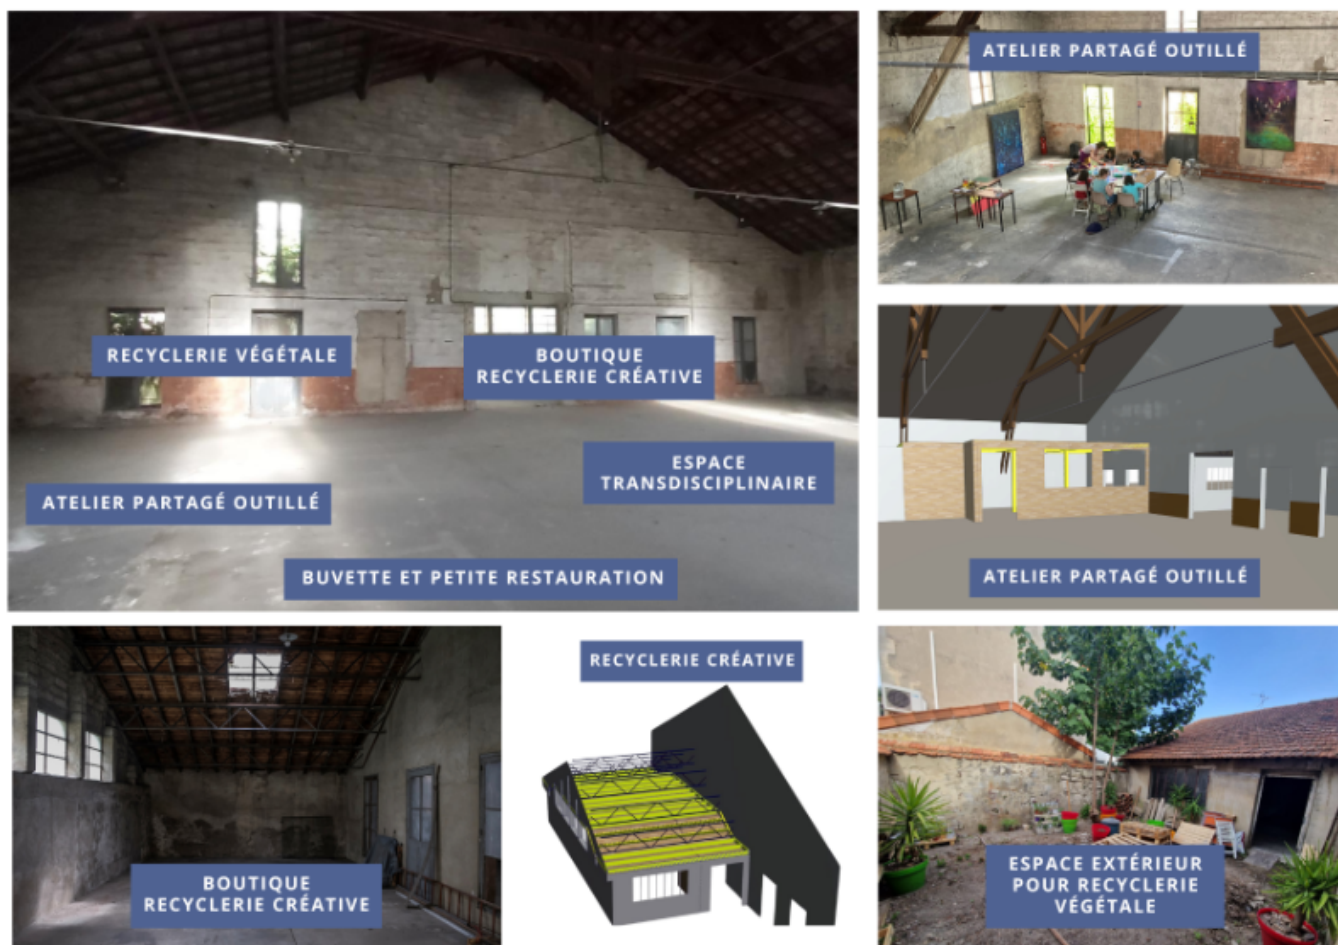 RECYCLERIE VÉGÉTALE
BOUTIQUE
RECYCLERIE CRÉATIVE
ESPACE
TRANSDISCIPLINAIRE
ATELIER PARTAGÉ OUTILLÉ
BUVETTE ET PETITE RESTAURATION
ATELIER PARTAGÉ OUTILLÉ
ATELIER PARTAGÉ OUTILLÉ
BOUTIQUE
RECYCLERIE CRÉATIVE
RECYCLERIE CRÉATIVE
ESPACE EXTÉRIEUR
POUR RECYCLERIE
VÉGÉTALE